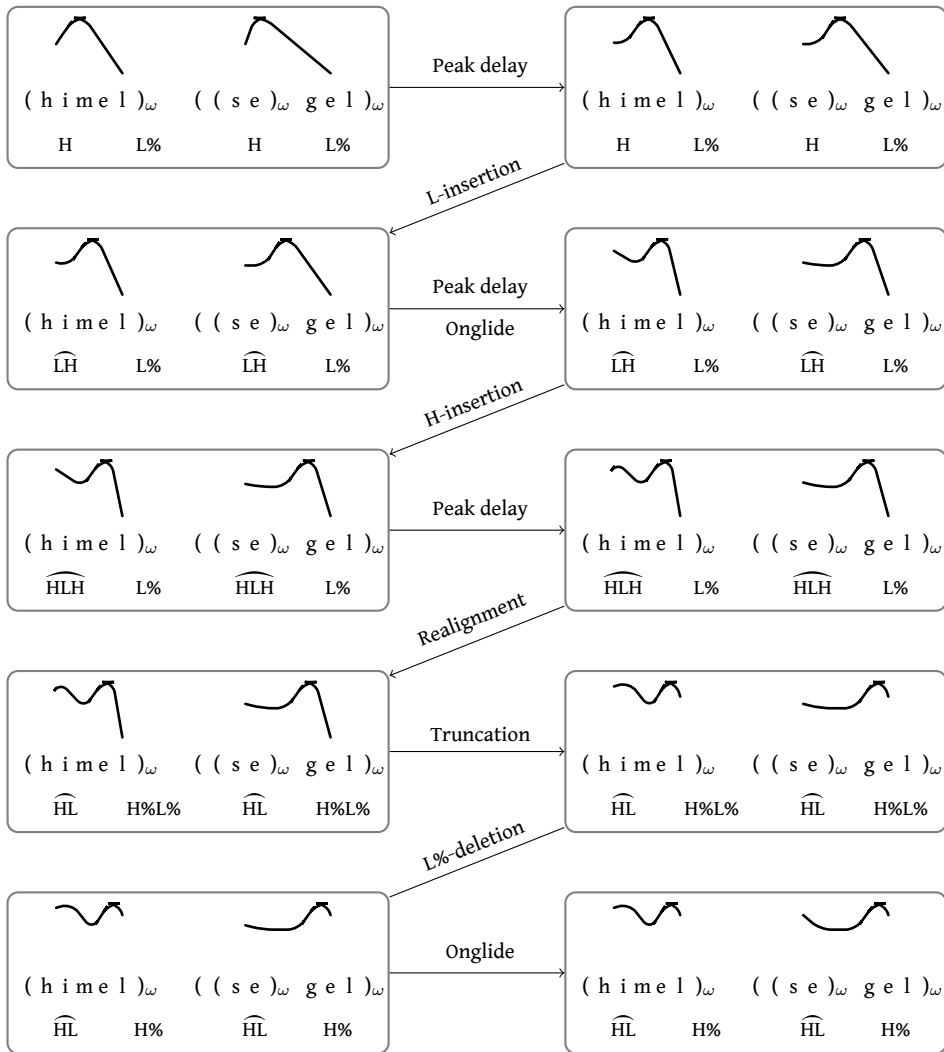 Peak delay
( h i m e l )ω ( ( s e )ω g e l )ω ( h i m e l )ω ( ( s e )ω g e l )ω
H L% H L% H L% H L%
L-insertion
Peak delay
Onglide
( h i m e l )ω ( ( s e )ω g e l )ω ( h i m e l )ω ( ( s e )ω g e l )ω
LH L% LH L% LH L% LH L%
H-insertion
Peak delay
( h i m e l )ω ( ( s e )ω g e l )ω ( h i m e l )ω ( ( s e )ω g e l )ω
HLH L% HLH L% HLH L% HLH L%
Realignment
Truncation
( h i m e l )ω ( ( s e )ω g e l )ω ( h i m e l )ω ( ( s e )ω g e l )ω
HL H%L% HL H%L% HL H%L% HL H%L%
L%-deletion
Onglide
( h i m e l )ω ( ( s e )ω g e l )ω ( h i m e l )ω ( ( s e )ω g e l )ω
HL H% HL H% HL H% HL H%